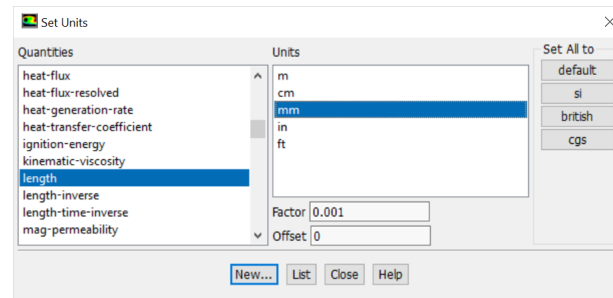 Set Units
Quantities
heat-flux
heat-flux-resolved
heat-generation-rate
heat-transfer-coefficient
ignition-energy
kinematic-viscosity
length
length-inverse
length-time-inverse
mag-permeability
Units
m
cm
mm
in
ft
Factor 0.001
Offset 0
Set All to
default
si
british
cgs
New... List Close Help